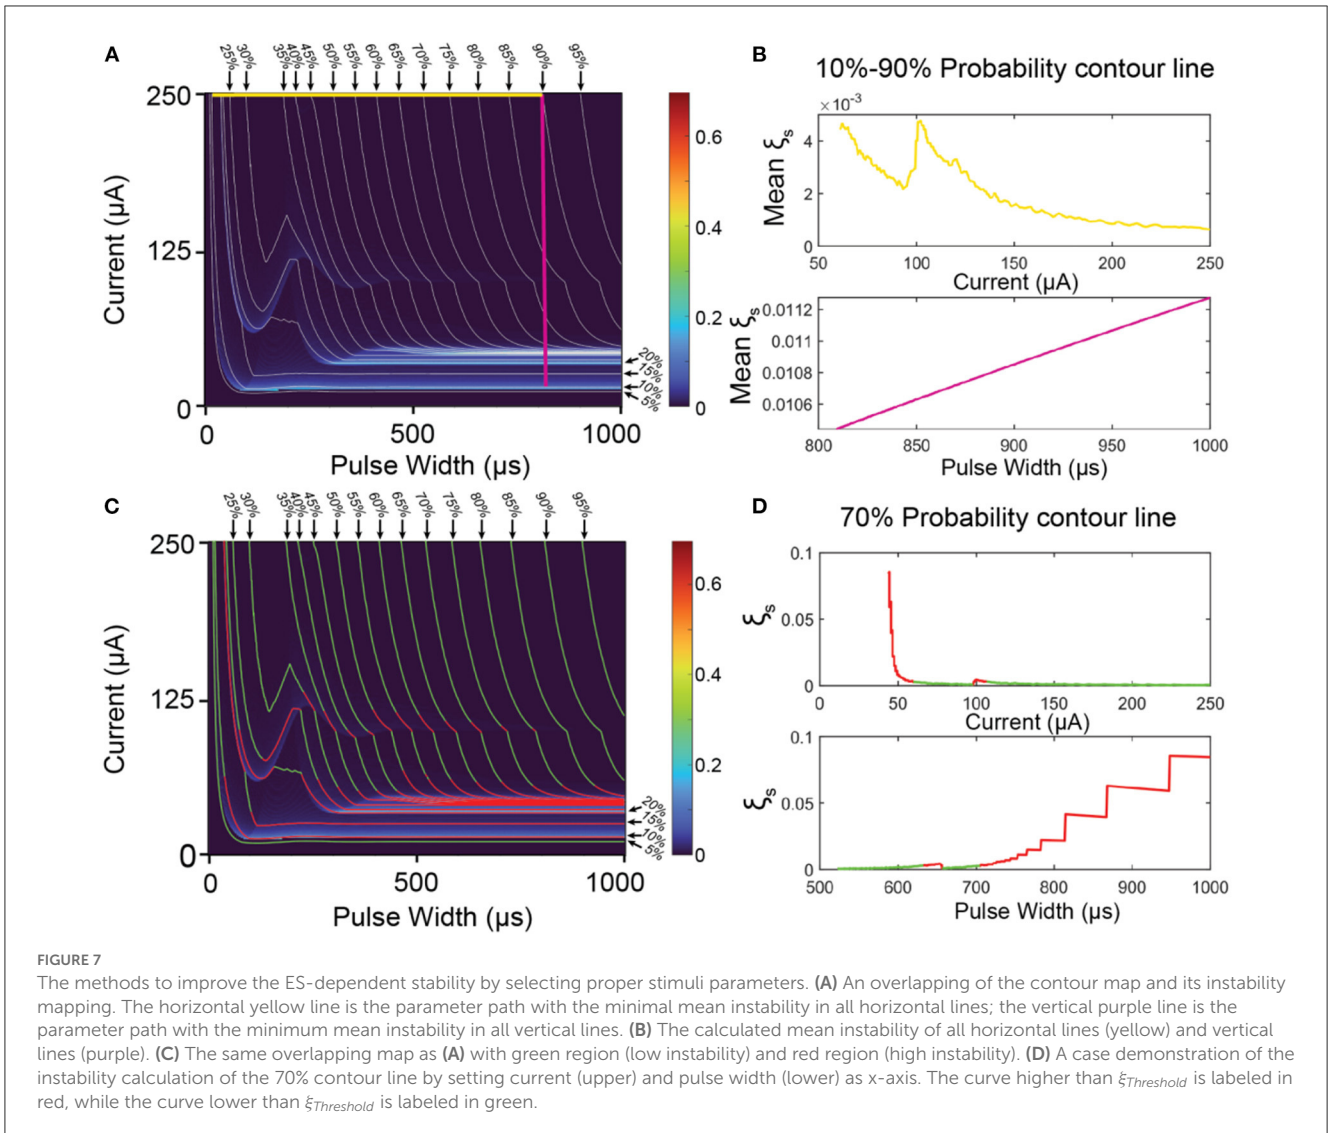 A
25% 30% 35% 40% 45% 50% 55% 60% 65% 70% 75% 80% 85% 90% 95%
250
125
0
Current (µA)
0 500 1000
Pulse Width (µs)
20%
15%
10%
5%
0.6
0.4
0.2
0
B
10%-90% Probability contour line
×10⁻³
4
2
0
Mean ξs
50 100 150 200 250
Current (µA)
0.0112
0.011
0.0108
0.0106
Mean ξs
800 850 900 950 1000
Pulse Width (µs)
C
25% 30% 35% 40% 45% 50% 55% 60% 65% 70% 75% 80% 85% 90% 95%
250
125
0
Current (µA)
0 500 1000
Pulse Width (µs)
20%
15%
10%
5%
0.6
0.4
0.2
0
D
70% Probability contour line
0.1
0.05
0
ξs
0 50 100 150 200 250
Current (µA)
0.1
0.05
0
ξs
500 600 700 800 900 1000
Pulse Width (µs)
FIGURE 7
The methods to improve the ES-dependent stability by selecting proper stimuli parameters. (A) An overlapping of the contour map and its instability
mapping. The horizontal yellow line is the parameter path with the minimal mean instability in all horizontal lines; the vertical purple line is the
parameter path with the minimum mean instability in all vertical lines. (B) The calculated mean instability of all horizontal lines (yellow) and vertical
lines (purple). (C) The same overlapping map as (A) with green region (low instability) and red region (high instability). (D) A case demonstration of the
instability calculation of the 70% contour line by setting current (upper) and pulse width (lower) as x-axis. The curve higher than ξThreshold is labeled in
red, while the curve lower than ξThreshold is labeled in green.